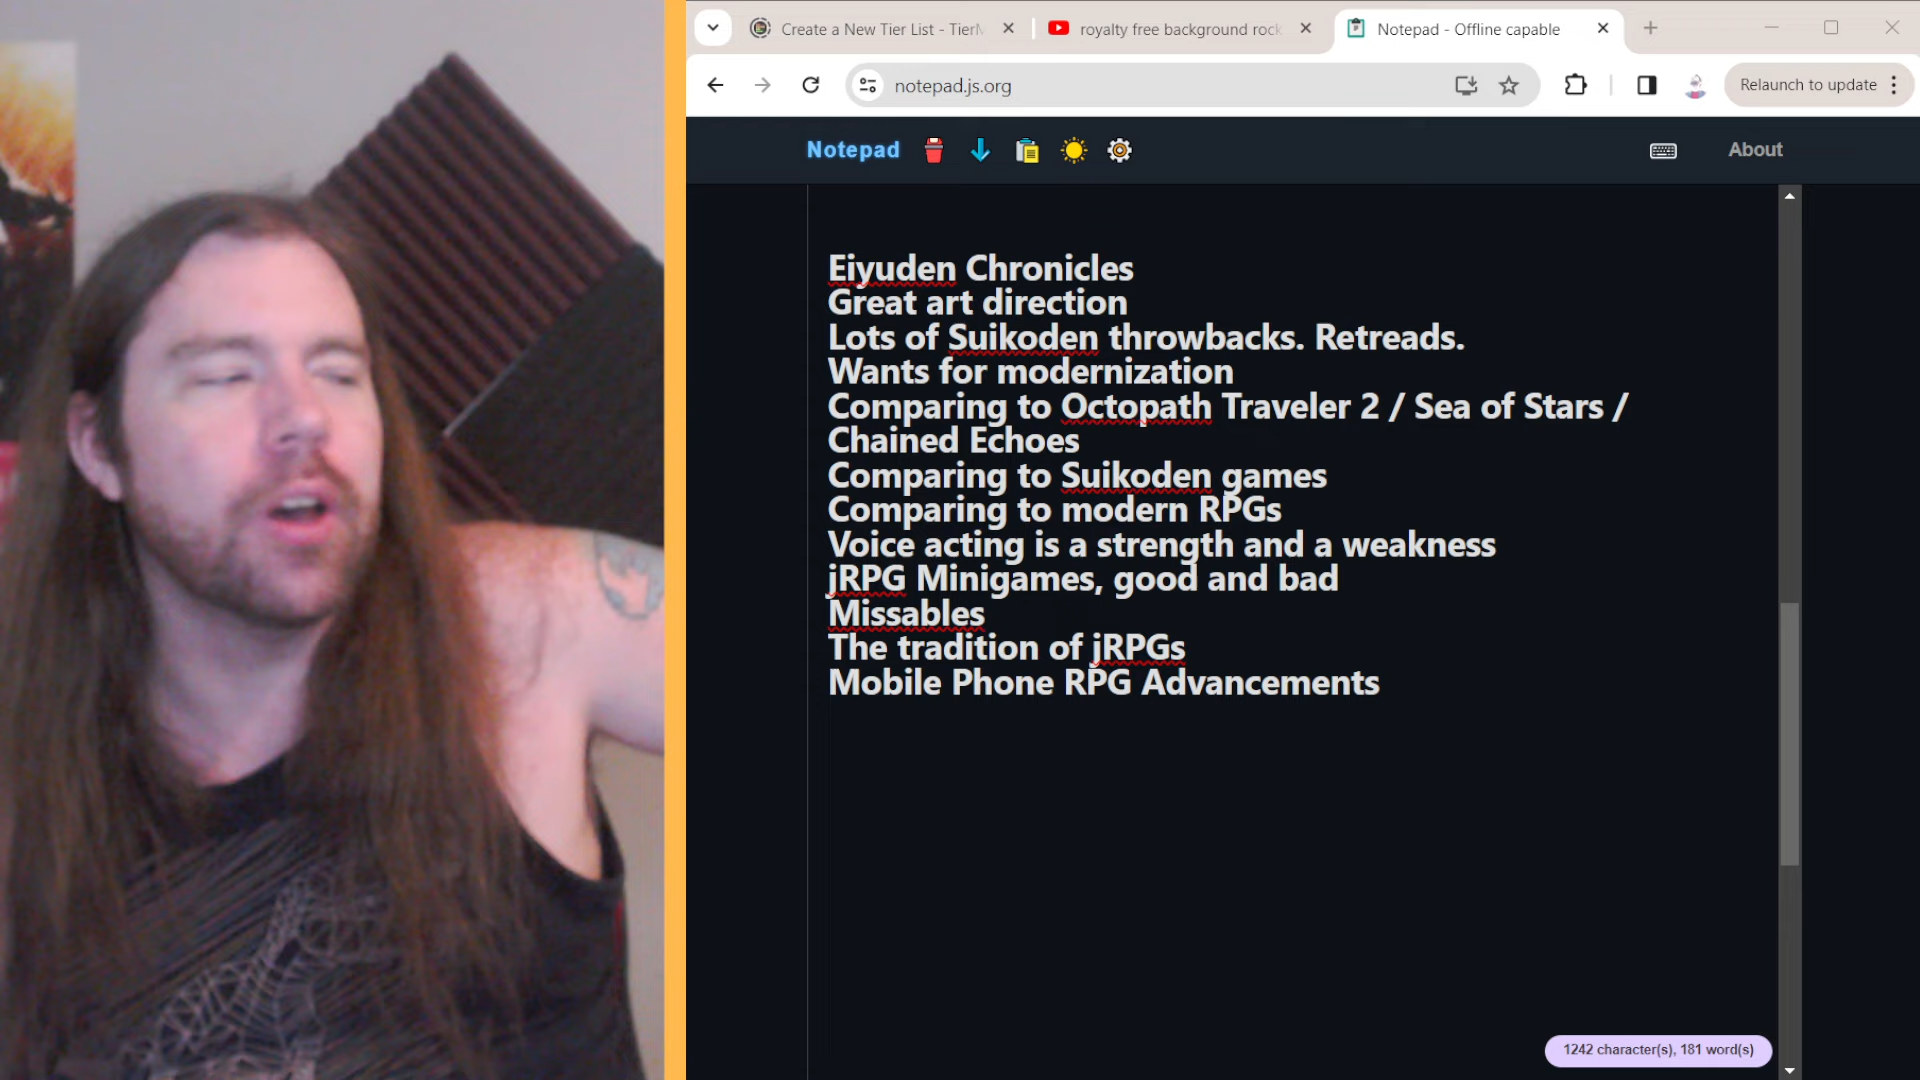 Create a New Tier List - Tier
royalty free background rock
Notepad - Offline capable
notepad.js.org
Relaunch to update
Notepad
About
Eiyuden Chronicles
Great art direction
Lots of Suikoden throwbacks. Retreads.
Wants for modernization
Comparing to Octopath Traveler 2 / Sea of Stars /
Chained Echoes
Comparing to Suikoden games
Comparing to modern RPGs
Voice acting is a strength and a weakness
jRPG Minigames, good and bad
Missables
The tradition of jRPGs
Mobile Phone RPG Advancements
1242 character(s), 181 word(s)